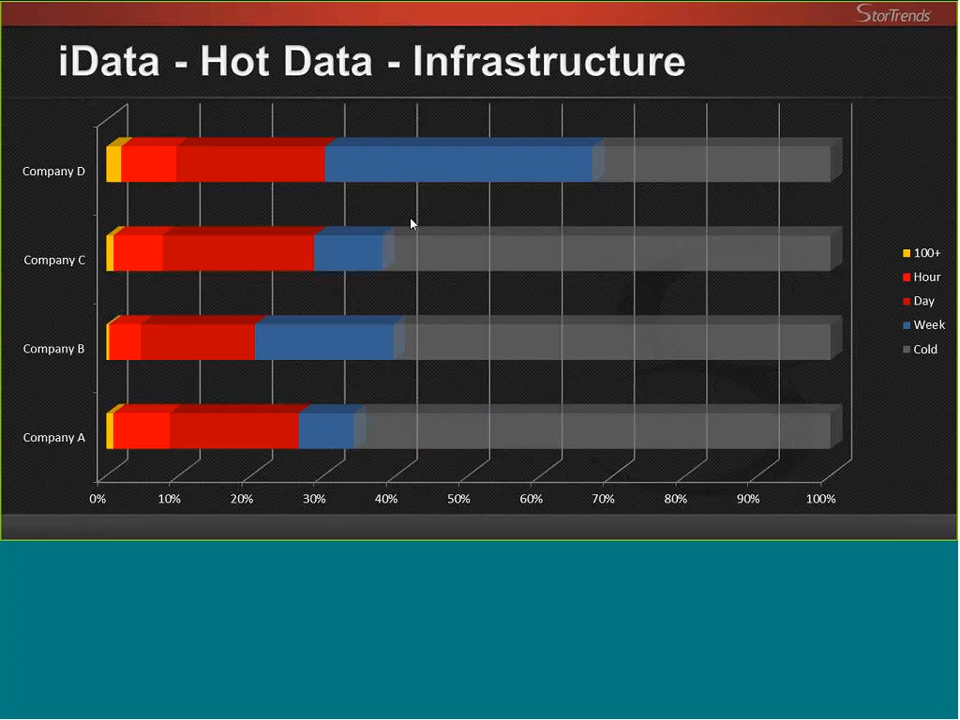 StorTrends
iData - Hot Data - Infrastructure
Company D
Company C
Company B
Company A
100+
Hour
Day
Week
Cold
0% 10% 20% 30% 40% 50% 60% 70% 80% 90% 100%